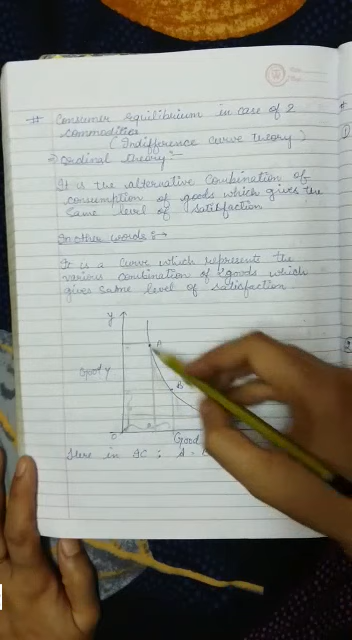 # Consumer equilibrium in case of 2
commodities
(Indifference Curve Theory)
⇒ Ordinal theory :-
It is the alternative combination of
consumption of goods which gives the
same level of satisfaction
In other words :→
It is a curve which represents the
various combination of goods which
gives same level of satisfaction
y
A
Good y
B
O
Good
Here in IC : A -